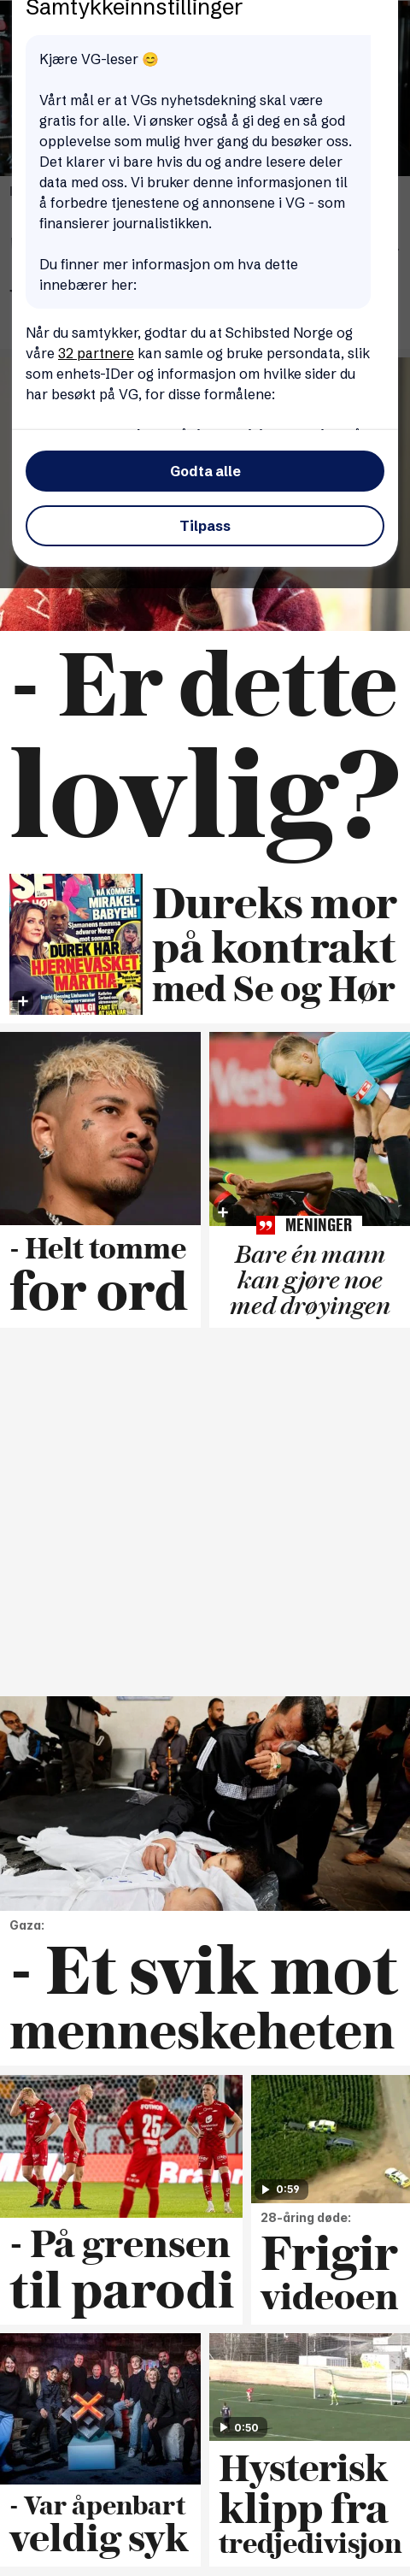 Samtykkeinnstillinger
Kjære VG-leser 😊
Vårt mål er at VGs nyhetsdekning skal være
gratis for alle. Vi ønsker også å gi deg en så god
opplevelse som mulig hver gang du besøker oss.
Det klarer vi bare hvis du og andre lesere deler
data med oss. Vi bruker denne informasjonen til
å forbedre tjenestene og annonsene i VG - som
finansierer journalistikken.
Du finner mer informasjon om hva dette
innebærer her:
Når du samtykker, godtar du at Schibsted Norge og
våre 32 partnere kan samle og bruke persondata, slik
som enhets-IDer og informasjon om hvilke sider du
har besøkt på VG, for disse formålene:
Godta alle
Tilpass
- Er dette
lovlig?
SE
NÅ KOMMER
MIRAKEL-
BABYEN!
Sjamanens mamma
advarer Norge
mot sønnen
DUREK HAR
HJERNEVASKET
MÄRTHA!
Dureks mor
på kontrakt
med Se og Hør
- Helt tomme
for ord
MENINGER
Bare én mann
kan gjøre noe
med drøyingen
Gaza:
- Et svik mot
menneskeheten
25
- På grensen
til parodi
0:59
28-åring døde:
Frigir
videoen
- Var åpenbart
veldig syk
0:50
Hysterisk
klipp fra
tredjedivisjon